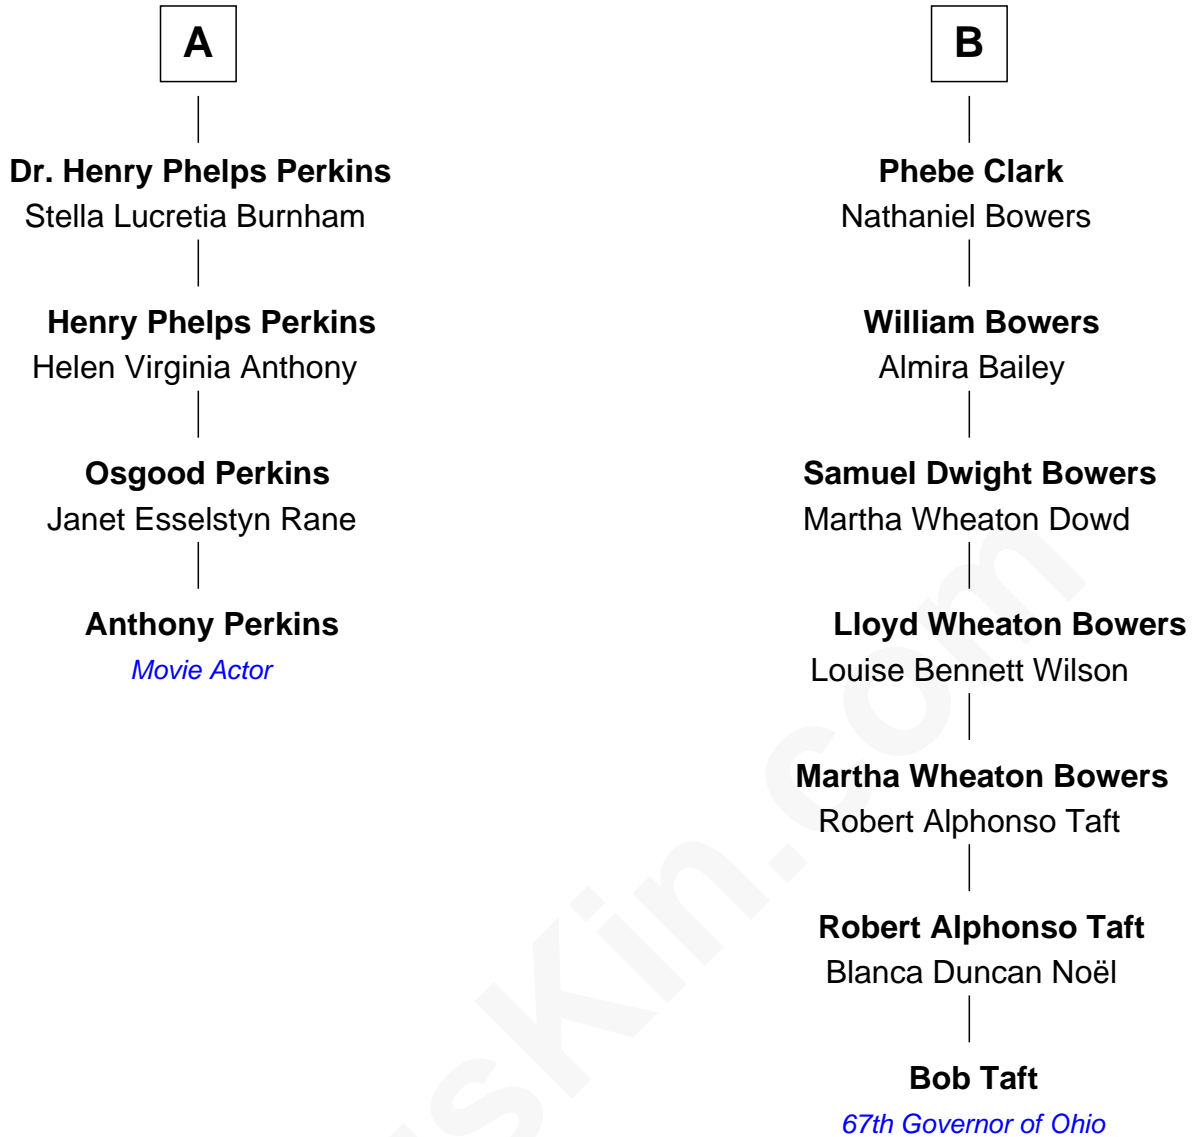 A
Dr. Henry Phelps Perkins
Stella Lucretia Burnham
Henry Phelps Perkins
Helen Virginia Anthony
Osgood Perkins
Janet Esselstyn Rane
Anthony Perkins
Movie Actor
B
Phebe Clark
Nathaniel Bowers
William Bowers
Almira Bailey
Samuel Dwight Bowers
Martha Wheaton Dowd
Lloyd Wheaton Bowers
Louise Bennett Wilson
Martha Wheaton Bowers
Robert Alphonso Taft
Robert Alphonso Taft
Blanca Duncan Noël
Bob Taft
67th Governor of Ohio
sKin.com